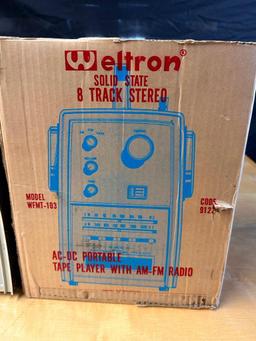 Weltron®
SOLID STATE
8 TRACK STEREO
MODEL
WFMT-103
CODE
AC-DC PORTABLE
TAPE PLAYER WITH AM-FM RADIO